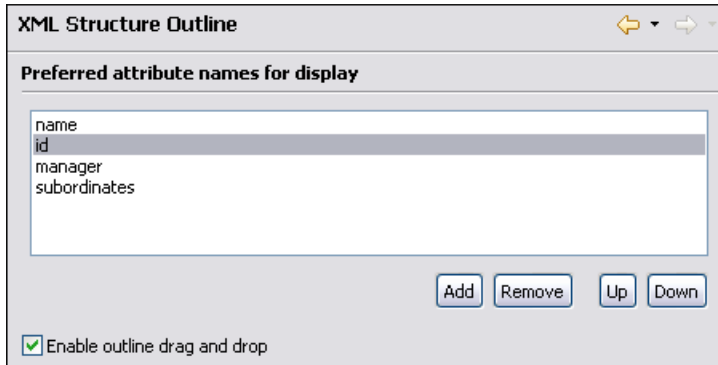 XML Structure Outline
Preferred attribute names for display
name
id
manager
subordinates
Add Remove Up Down
Enable outline drag and drop